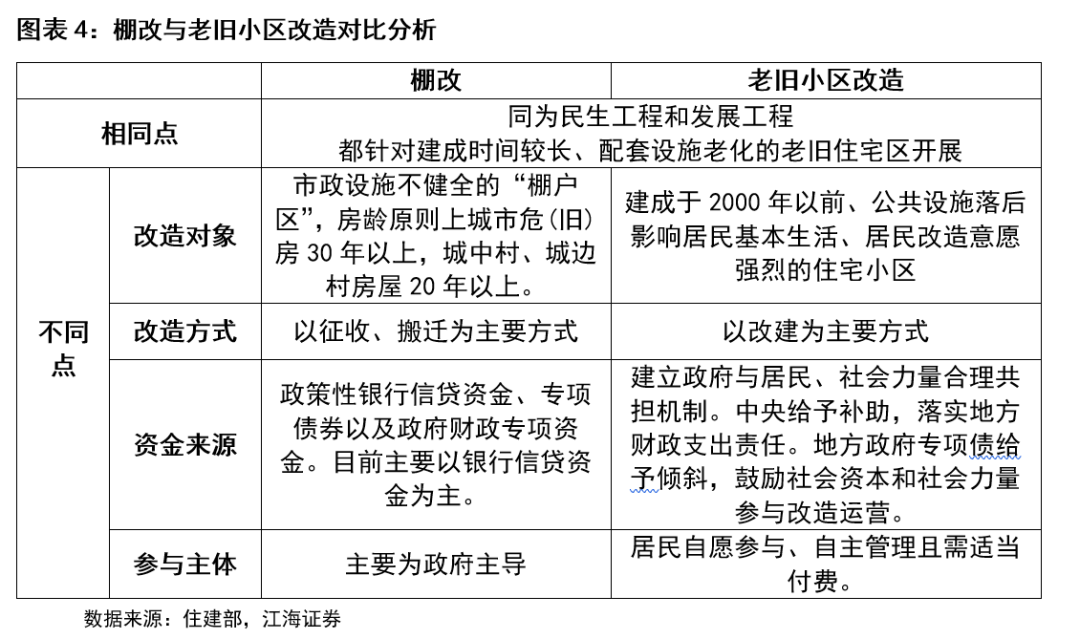 图表 4：棚改与老旧小区改造对比分析
棚改
老旧小区改造
相同点
同为民生工程和发展工程
都针对建成时间较长、配套设施老化的老旧住宅区开展
不同
点
改造对象
市政设施不健全的“棚户
区”，房龄原则上城市危(旧)
房 30 年以上，城中村、城边
村房屋 20 年以上。
建成于 2000 年以前、公共设施落后
影响居民基本生活、居民改造意愿
强烈的住宅小区
改造方式
以征收、搬迁为主要方式
以改建为主要方式
资金来源
政策性银行信贷资金、专项
债券以及政府财政专项资
金。目前主要以银行信贷资
金为主。
建立政府与居民、社会力量合理共
担机制。中央给予补助，落实地方
财政支出责任。地方政府专项债给
予倾斜，鼓励社会资本和社会力量
参与改造运营。
参与主体
主要为政府主导
居民自愿参与、自主管理且需适当
付费。
数据来源：住建部，江海证券